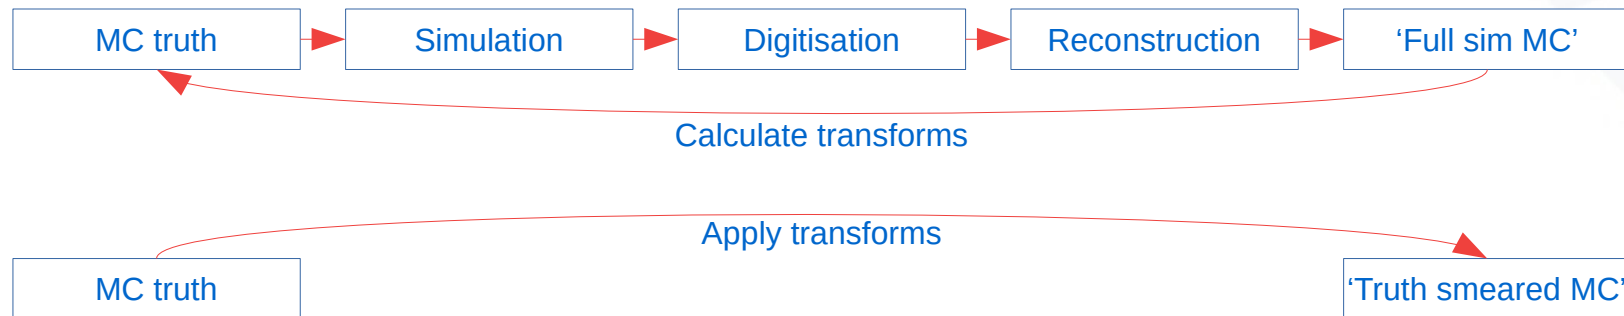 MC truth
Simulation
Digitisation
Reconstruction
‘Full sim MC’
Calculate transforms
Apply transforms
MC truth
‘Truth smeared MC’